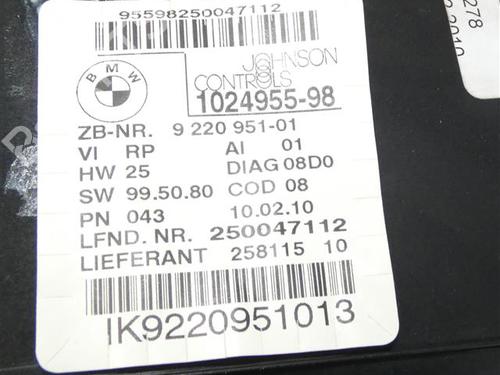 95598250047112
BMW
JOHNSON
CONTROLS
1024955-98
ZB-NR. 9 220 951-01
VI RP AI 01
HW 25 DIAG 08D0
SW 99.50.80 COD 08
PN 043 10.02.10
LFND. NR. 250047112
LIEFERANT 258115 10
IK9220951013
278
2010